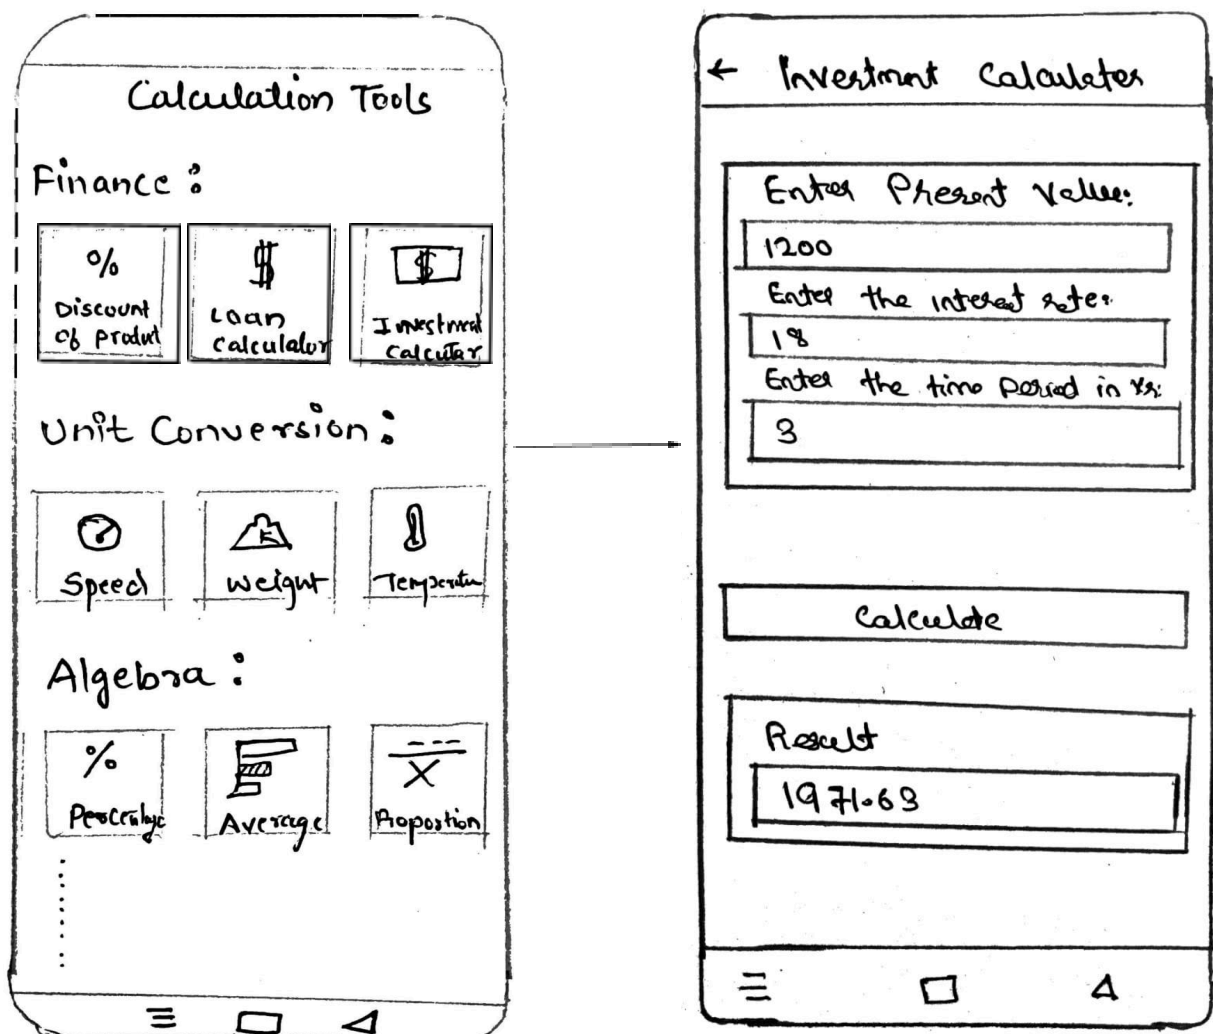 Calculation Tools
Finance :
%
Discount
of product
$
Loan
Calculator
$
Investment
Calcutar
Unit Conversion :
Speed
K
Weight
Temperature
Algebra :
%
Percentage
Average
X
Proportion
← Investment Calculator
Enter Present Value:
1200
Enter the interest rate:
18
Enter the time period in Yr:
3
Calculate
Result
1971.63